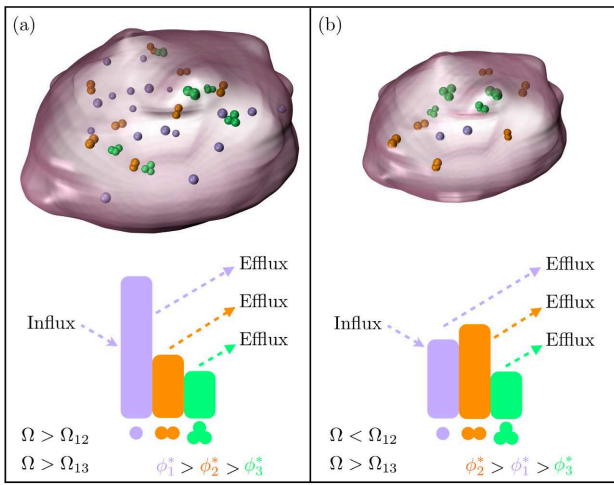 (a)
Efflux
Influx
Efflux
Efflux
Ω > Ω₁₂
Ω > Ω₁₃
ϕ₁* > ϕ₂* > ϕ₃*
(b)
Efflux
Influx
Efflux
Efflux
Ω < Ω₁₂
Ω > Ω₁₃
ϕ₂* > ϕ₁* > ϕ₃*